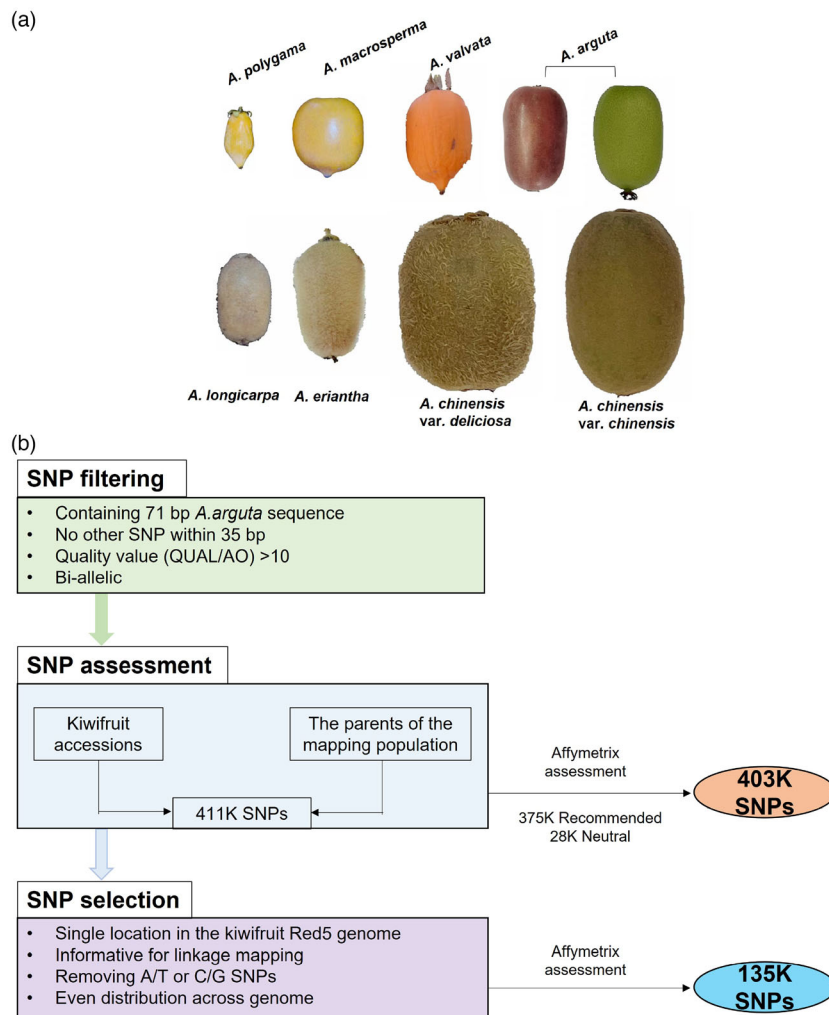 (a)
A. polygama
A. macrosperma
A. valvata
A. arguta
A. longicarpa
A. eriantha
A. chinensis
var. deliciosa
A. chinensis
var. chinensis
(b)
SNP filtering
• Containing 71 bp A.arguta sequence
• No other SNP within 35 bp
• Quality value (QUAL/AO) >10
• Bi-allelic
SNP assessment
Kiwifruit
accessions
The parents of the
mapping population
411K SNPs
Affymetrix
assessment
375K Recommended
28K Neutral
403K
SNPs
SNP selection
• Single location in the kiwifruit Red5 genome
• Informative for linkage mapping
• Removing A/T or C/G SNPs
• Even distribution across genome
Affymetrix
assessment
135K
SNPs